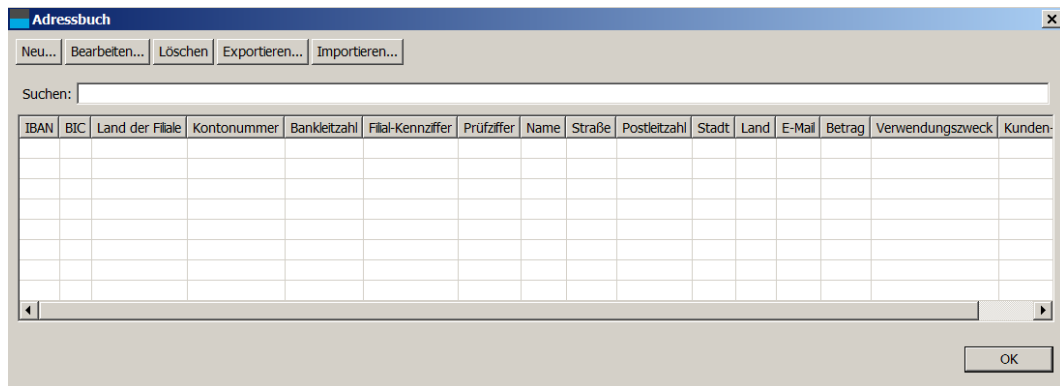 Adressbuch
Neu... Bearbeiten... Löschen Exportieren... Importieren...
Suchen:
IBAN BIC Land der Filiale Kontonummer Bankleitzahl Filial-Kennziffer Prüfziffer Name Straße Postleitzahl Stadt Land E-Mail Betrag Verwendungszweck Kunden-
OK